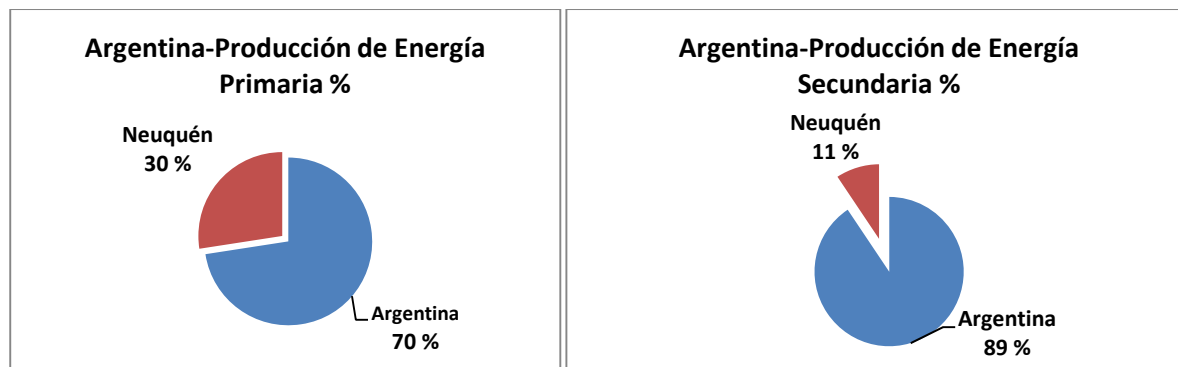 Argentina-Producción de Energía
Primaria %
Neuquén
30 %
Argentina
70 %
Argentina-Producción de Energía
Secundaria %
Neuquén
11 %
Argentina
89 %